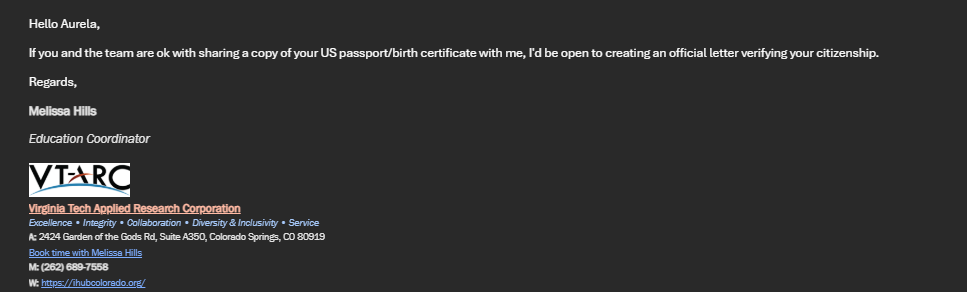 Hello Aurela,
If you and the team are ok with sharing a copy of your US passport/birth certificate with me, I'd be open to creating an official letter verifying your citizenship.
Regards,
Melissa Hills
Education Coordinator
VT-ARC
Virginia Tech Applied Research Corporation
Excellence • Integrity • Collaboration • Diversity & Inclusivity • Service
A: 2424 Garden of the Gods Rd, Suite A350, Colorado Springs, CO 80919
Book time with Melissa Hills
M: (262) 689-7558
W: https://ihubcolorado.org/